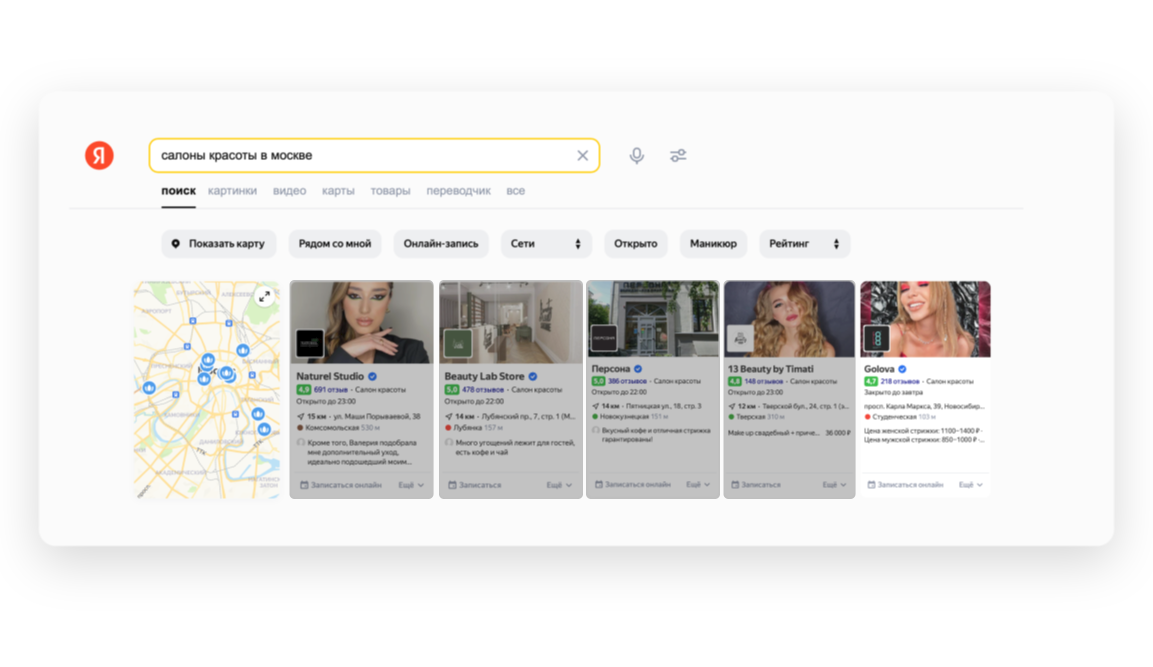 Я
салоны красоты в москве
поиск картинки видео карты товары переводчик все
Показать карту Рядом со мной Онлайн-запись Сети Открыто Маникюр Рейтинг
Naturel Studio
4,9 691 отзыв · Салон красоты
Открыто до 23:00
15 км · ул. Маши Порываевой, 38
Комсомольская 530 м
Кроме того, Валерия подобрала
мне дополнительный уход,
идеально подошедший моим...
Записаться онлайн Ещё
Beauty Lab Store
5,0 478 отзывов · Салон красоты
Открыто до 22:00
14 км · Лубянский пр., 7, стр. 1 (М...
Лубянка 157 м
Много угощений лежит для гостей,
есть кофе и чай
Записаться Ещё
Персона
5,0 386 отзывов · Салон красоты
Открыто до 22:00
14 км · Пятницкая ул., 18, стр. 3
Новокузнецкая 151 м
Вкусный кофе и отличная стрижка
гарантированы!
Записаться онлайн Ещё
13 Beauty by Timati
4,8 148 отзывов · Салон красоты
Открыто до 23:00
12 км · Тверской бул., 24, стр. 1 (э...
Тверская 310 м
Make up свадебный + приче... 36 000 ₽
Записаться Ещё
Golova
4,7 218 отзывов · Салон красоты
Закрыто до завтра
просп. Карла Маркса, 39, Новосибир...
Студенческая 103 м
Цена женской стрижки: 1100–1400 ₽ ·
Цена мужской стрижки: 850–1000 ₽ ·...
Записаться онлайн Ещё